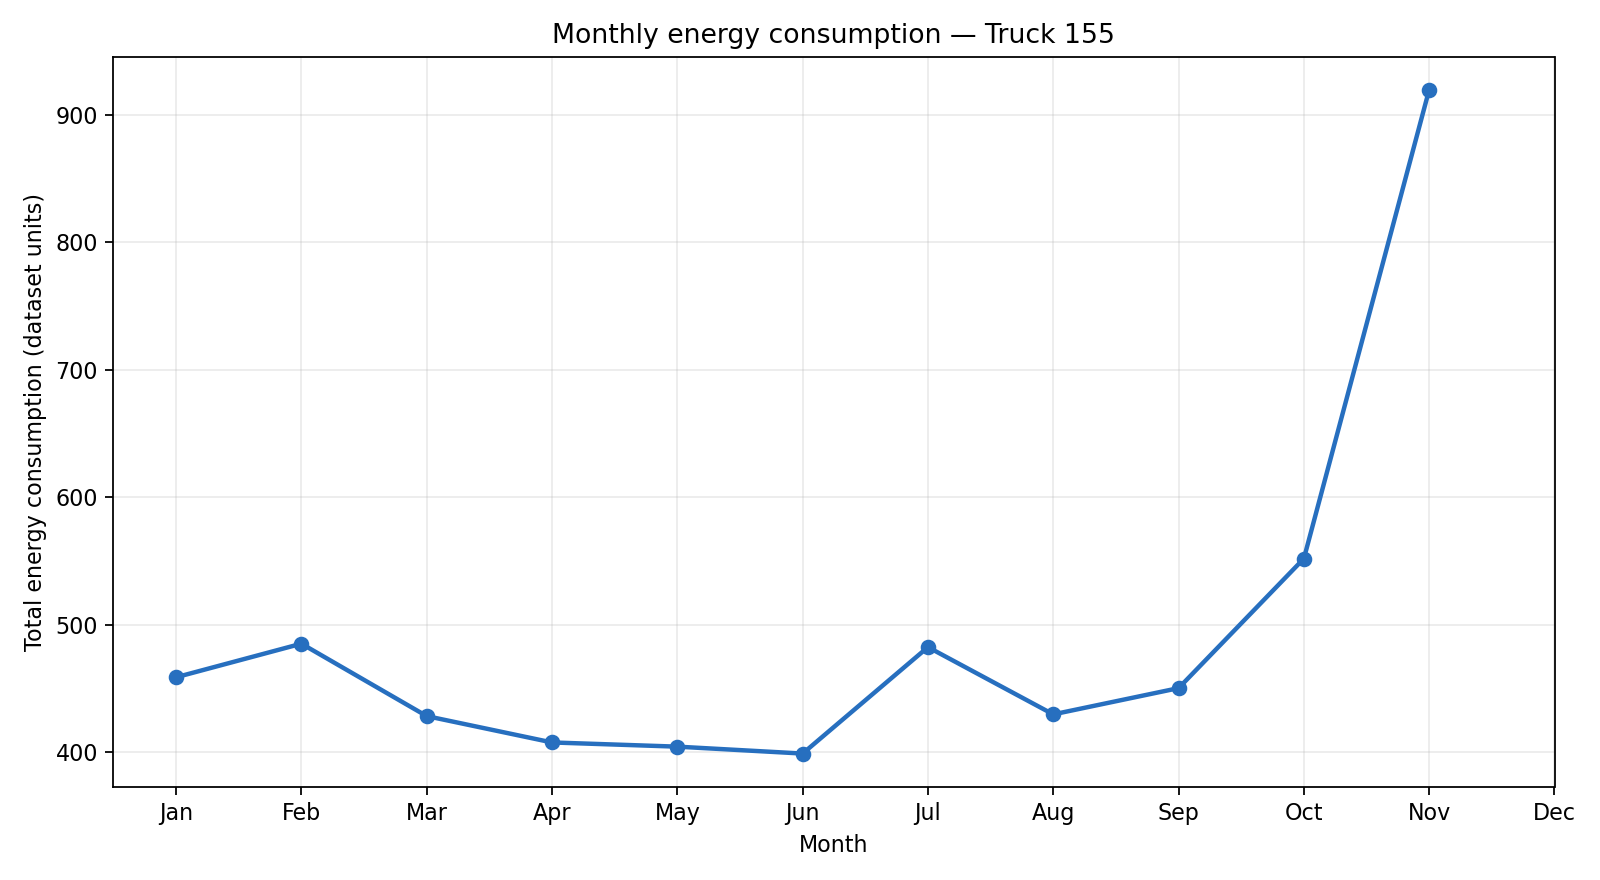 Monthly energy consumption — Truck 155
Total energy consumption (dataset units)
900
800
700
600
500
400
Jan Feb Mar Apr May Jun Jul Aug Sep Oct Nov Dec
Month